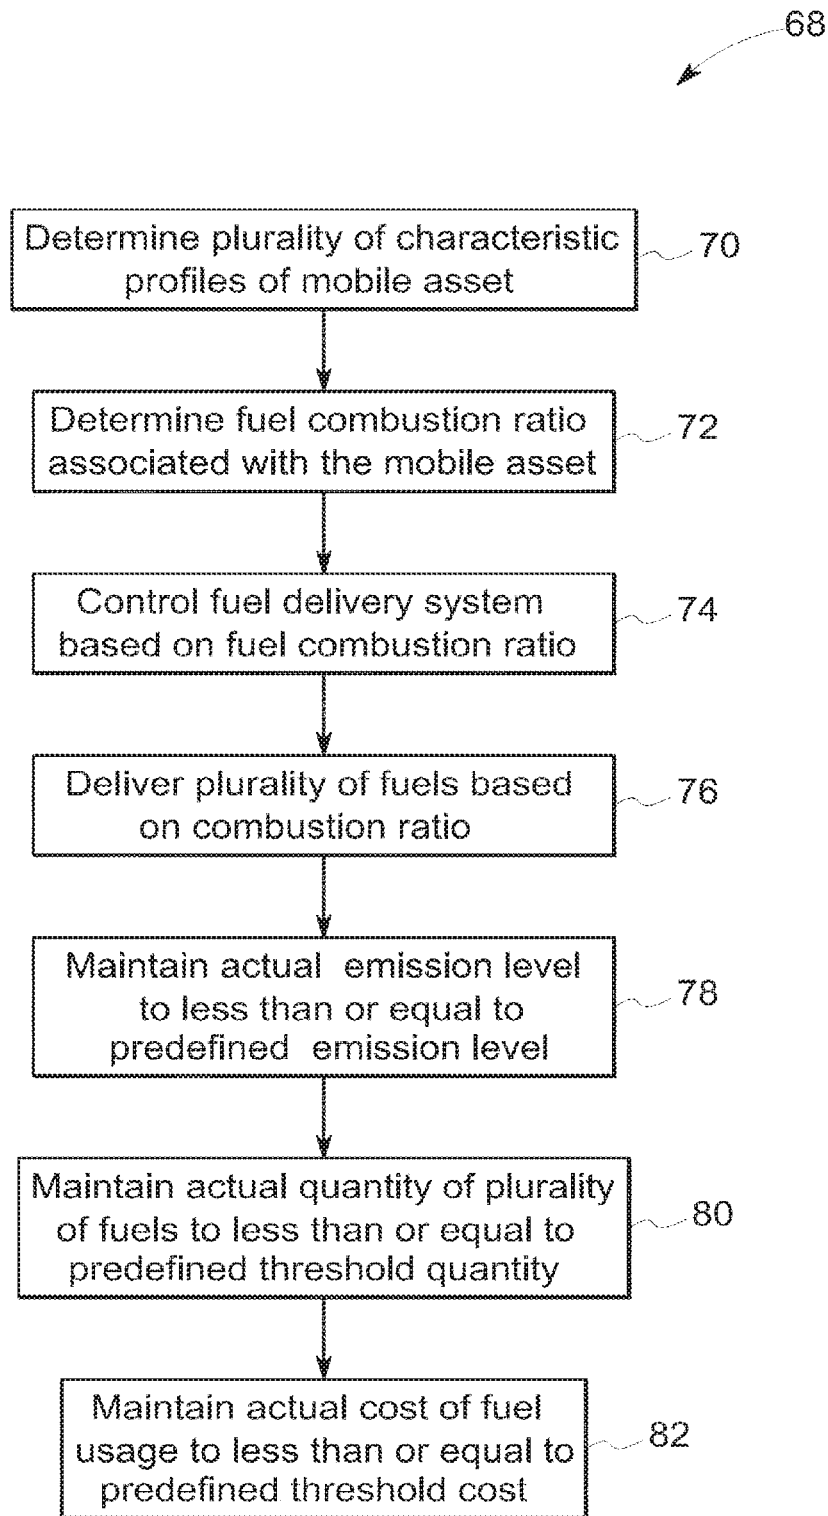 68
Determine plurality of characteristic
profiles of mobile asset
70
Determine fuel combustion ratio
associated with the mobile asset
72
Control fuel delivery system
based on fuel combustion ratio
74
Deliver plurality of fuels based
on combustion ratio
76
Maintain actual emission level
to less than or equal to
predefined emission level
78
Maintain actual quantity of plurality
of fuels to less than or equal to
predefined threshold quantity
80
Maintain actual cost of fuel
usage to less than or equal to
predefined threshold cost
82